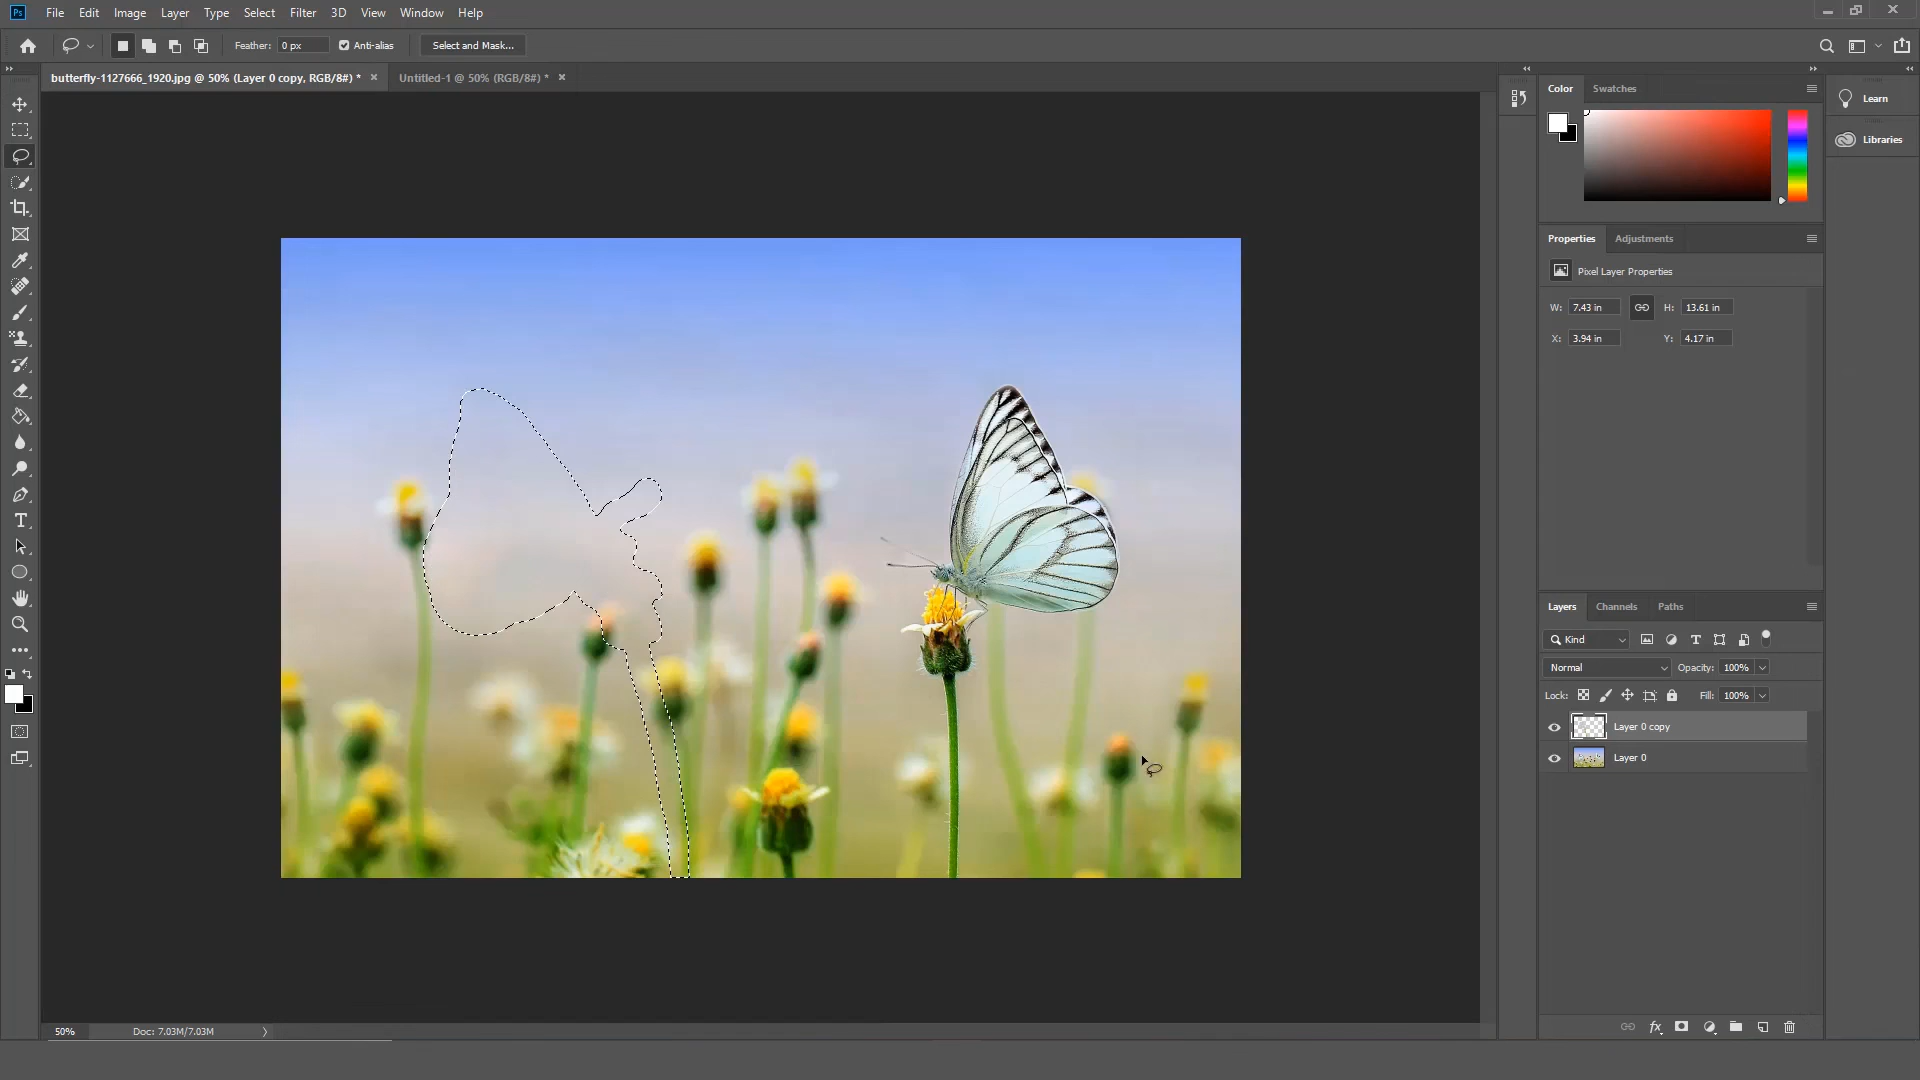 Ps File Edit Image Layer Type Select Filter 3D View Window Help
Feather: 0 px Anti-alias Select and Mask...
butterfly-1127666_1920.jpg @ 50% (Layer 0 copy, RGB/8#) * Untitled-1 @ 50% (RGB/8#) *
Color Swatches
Learn
Libraries
Properties Adjustments
Pixel Layer Properties
W: 7.43 in H: 13.61 in
X: 3.94 in Y: 4.17 in
Layers Channels Paths
Kind
Normal Opacity: 100%
Lock: Fill: 100%
Layer 0 copy
Layer 0
50% Doc: 7.03M/7.03M